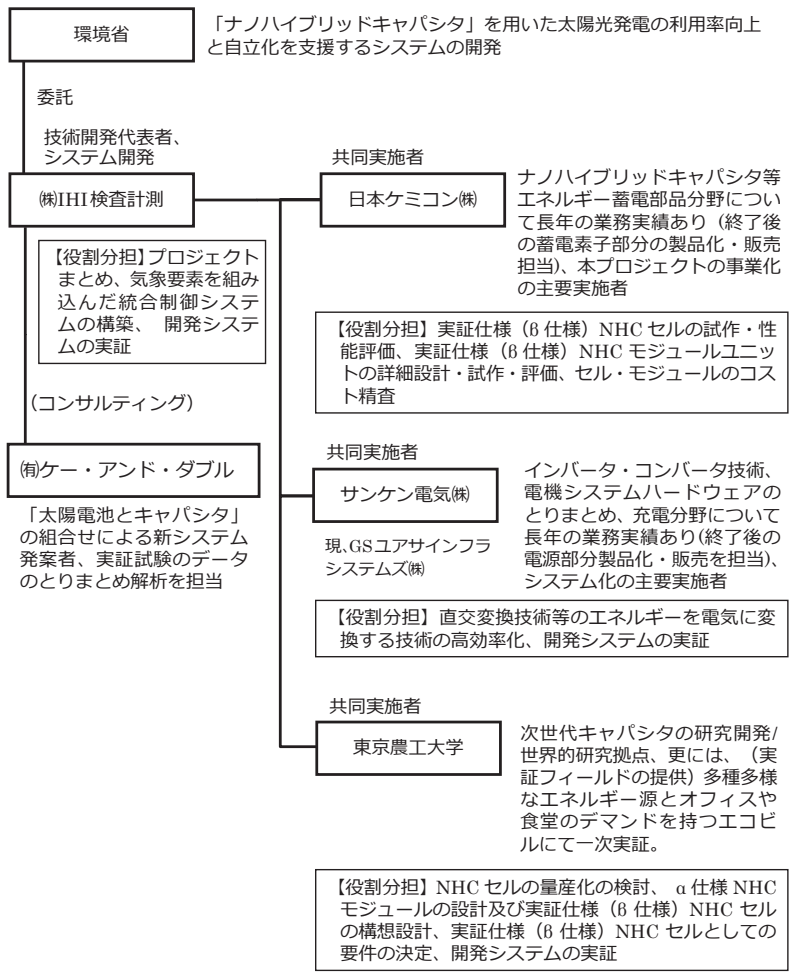 環境省
「ナノハイブリッドキャパシタ」を用いた太陽光発電の利用率向上
と自立化を支援するシステムの開発
委託
技術開発代表者、
システム開発
㈱IHI検査計測
【役割分担】プロジェクト
まとめ、気象要素を組み
込んだ統合制御システ
ムの構築、 開発システ
ムの実証
(コンサルティング)
㈲ケー・アンド・ダブル
「太陽電池とキャパシタ」
の組合せによる新システム
発案者、実証試験のデータ
のとりまとめ解析を担当
共同実施者
日本ケミコン㈱
ナノハイブリッドキャパシタ等
エネルギー蓄電部品分野につい
て長年の業務実績あり（終了後
の蓄電素子部分の製品化・販売
担当）、本プロジェクトの事業化
の主要実施者
【役割分担】実証仕様（β 仕様）NHC セルの試作・性
能評価、実証仕様（β 仕様）NHC モジュールユニッ
トの詳細設計・試作・評価、セル・モジュールのコス
ト精査
共同実施者
サンケン電気㈱
現、GSユアサインフラ
システムズ㈱
インバータ・コンバータ技術、
電機システムハードウェアの
とりまとめ、充電分野について
長年の業務実績あり(終了後の
電源部分製品化・販売を担当)、
システム化の主要実施者
【役割分担】直交変換技術等のエネルギーを電気に変
換する技術の高効率化、開発システムの実証
共同実施者
東京農工大学
次世代キャパシタの研究開発/
世界的研究拠点、更には、（実
証フィールドの提供）多種多様
なエネルギー源とオフィスや
食堂のデマンドを持つエコビ
ルにて一次実証。
【役割分担】NHC セルの量産化の検討、 α 仕様 NHC
モジュールの設計及び実証仕様（β 仕様）NHC セル
の構想設計、実証仕様（β 仕様）NHC セルとしての
要件の決定、開発システムの実証